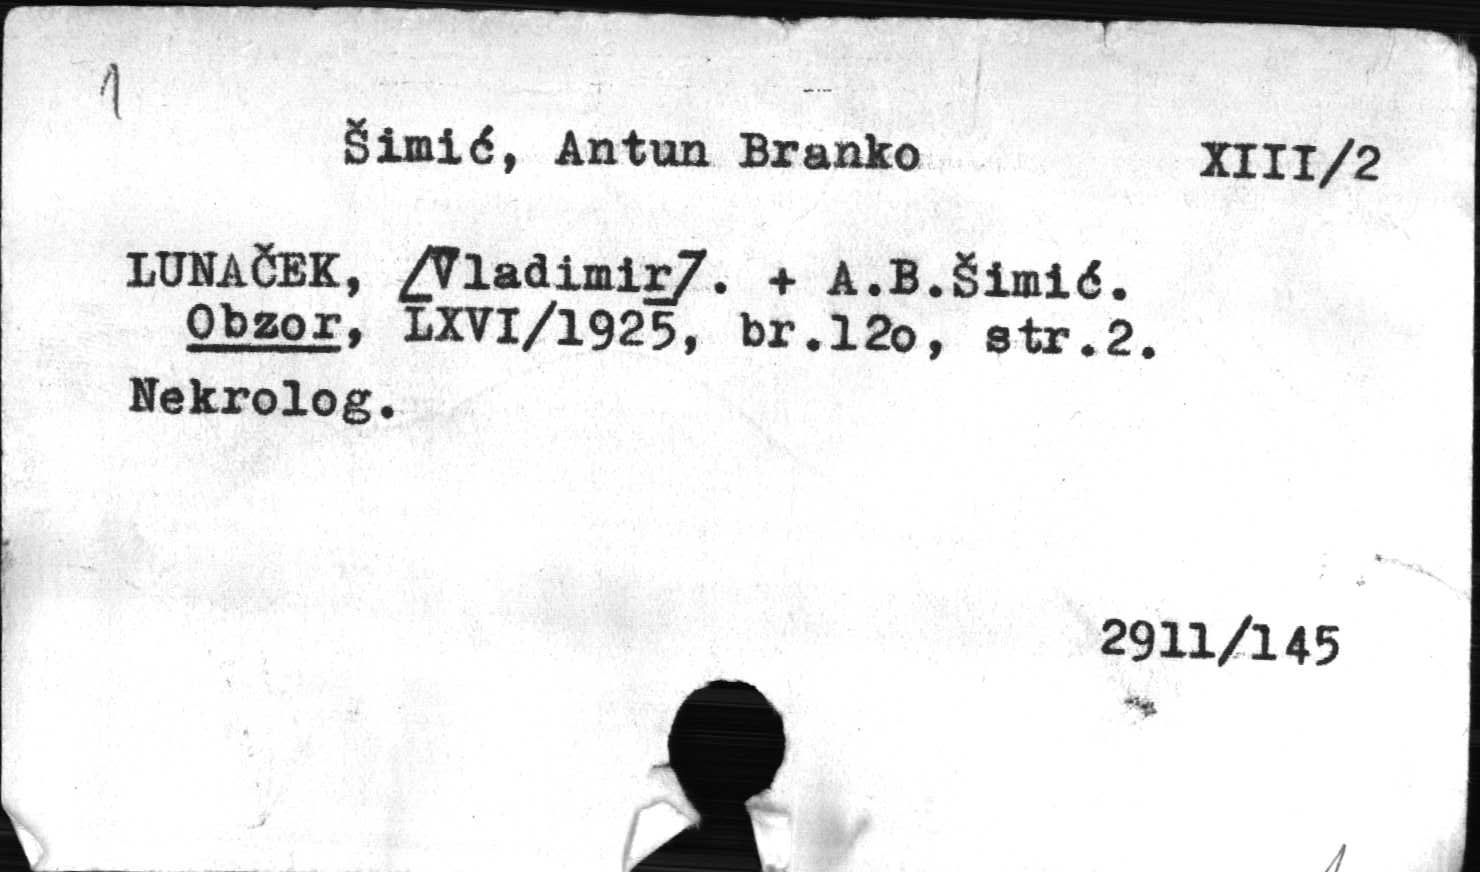 1
Šimić, Antun Branko XIII/2
LUNAČEK, [Vladimir]. + A.B.Šimić.
Obzor, LXVI/1925, br.12o, str.2.
Nekrolog.
2911/145